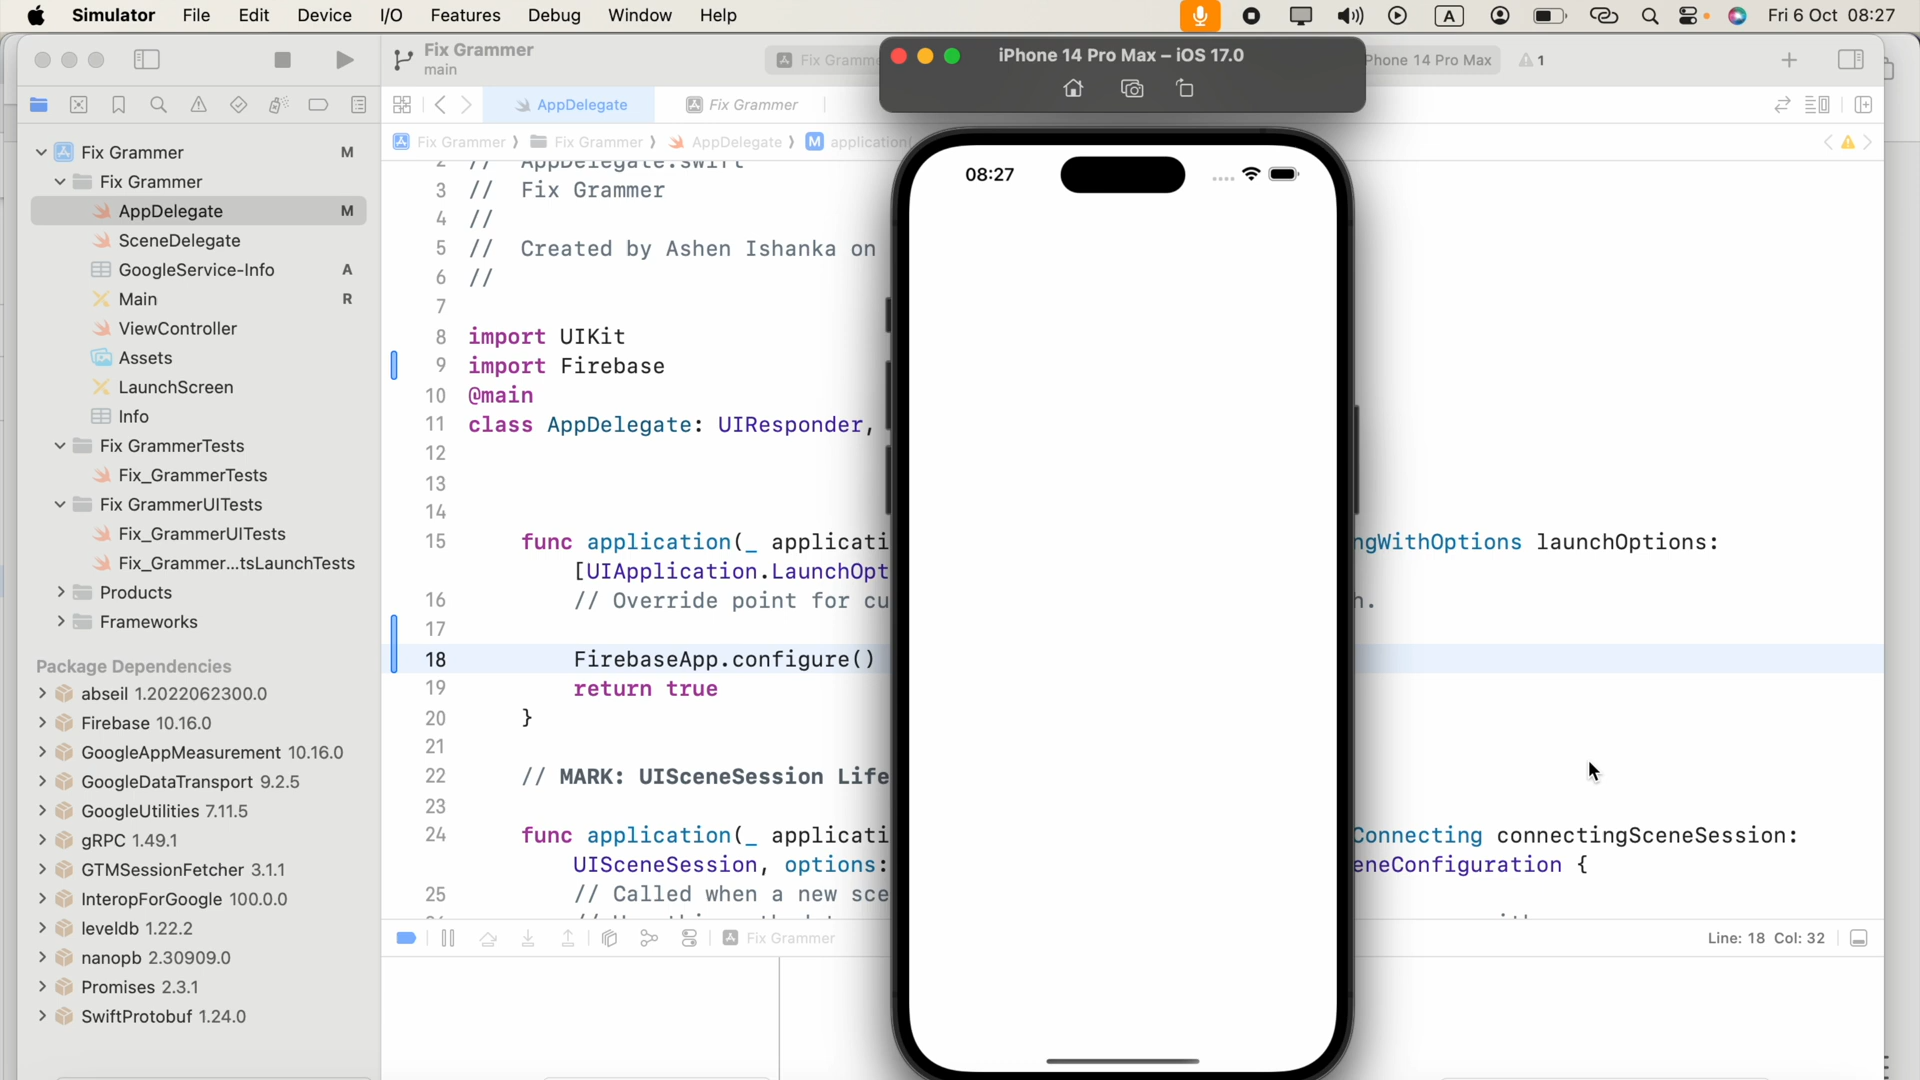 Simulator File Edit Device I/O Features Debug Window Help A Fri 6 Oct 08:27
Fix Grammer
main
Fix Gramme
iPhone 14 Pro Max – iOS 17.0
Phone 14 Pro Max
1
AppDelegate
Fix Grammer
Fix Grammer
Fix Grammer
AppDelegate
M
application(
Fix Grammer M
Fix Grammer
AppDelegate M
SceneDelegate
GoogleService-Info A
Main R
ViewController
Assets
LaunchScreen
Info
Fix GrammerTests
Fix_GrammerTests
Fix GrammerUITests
Fix_GrammerUITests
Fix_Grammer...tsLaunchTests
Products
Frameworks
Package Dependencies
abseil 1.2022062300.0
Firebase 10.16.0
GoogleAppMeasurement 10.16.0
GoogleDataTransport 9.2.5
GoogleUtilities 7.11.5
gRPC 1.49.1
GTMSessionFetcher 3.1.1
InteropForGoogle 100.0.0
leveldb 1.22.2
nanopb 2.30909.0
Promises 2.3.1
SwiftProtobuf 1.24.0
2 // AppDelegate.swift
3 // Fix Grammer
4 //
5 // Created by Ashen Ishanka on
6 //
7
8 import UIKit
9 import Firebase
10 @main
11 class AppDelegate: UIResponder,
12
13
14
15 func application(_ applicati ngWithOptions launchOptions:
[UIApplication.LaunchOpt
16 // Override point for cu h.
17
18 FirebaseApp.configure()
19 return true
20 }
21
22 // MARK: UISceneSession Life
23
24 func application(_ applicati Connecting connectingSceneSession:
UISceneSession, options: eneConfiguration {
25 // Called when a new sce
08:27
Fix Grammer
Line: 18 Col: 32